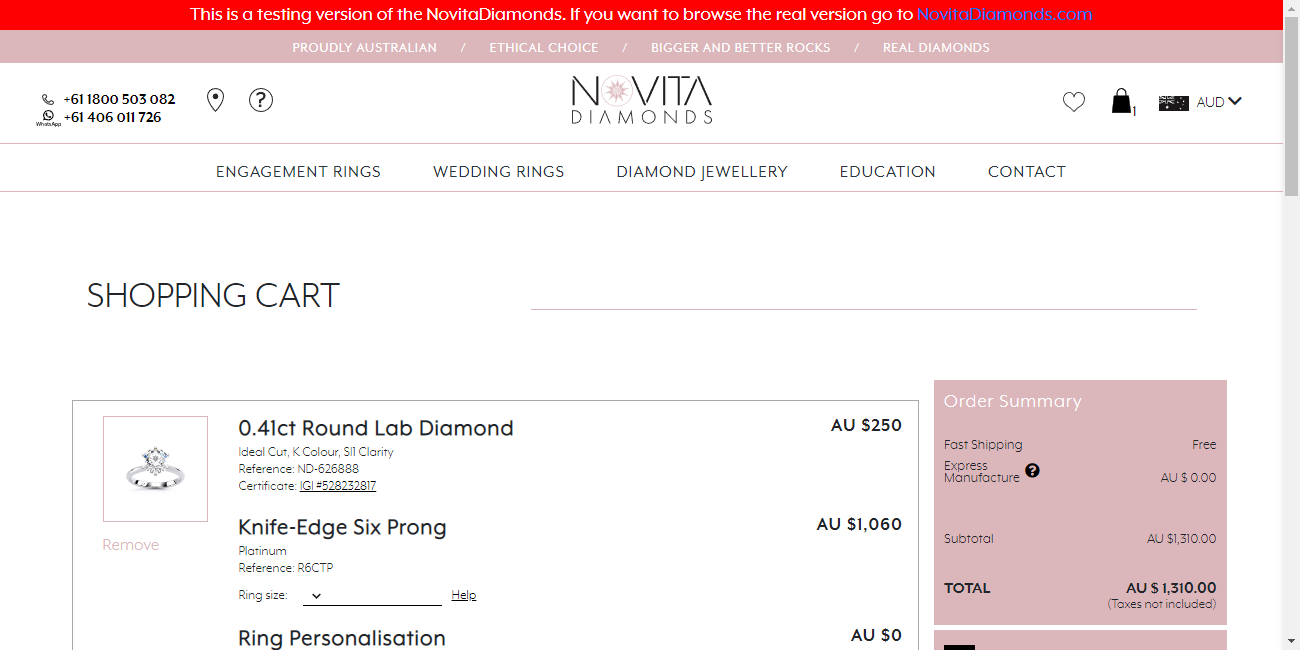 This is a testing version of the NovitaDiamonds. If you want to browse the real version go to NovitaDiamonds.com
PROUDLY AUSTRALIAN / ETHICAL CHOICE / BIGGER AND BETTER ROCKS / REAL DIAMONDS
+61 1800 503 082
WhatsApp +61 406 011 726
?
NOVITA
DIAMONDS
1
AUD
ENGAGEMENT RINGS WEDDING RINGS DIAMOND JEWELLERY EDUCATION CONTACT
SHOPPING CART
0.41ct Round Lab Diamond AU $250
Ideal Cut, K Colour, SI1 Clarity
Reference: ND-626888
Certificate: IGI #528232817
Remove
Knife-Edge Six Prong AU $1,060
Platinum
Reference: R6CTP
Ring size: Help
Ring Personalisation AU $0
Order Summary
Fast Shipping Free
Express
Manufacture ? AU $ 0.00
Subtotal AU $1,310.00
TOTAL AU $ 1,310.00
(Taxes not included)